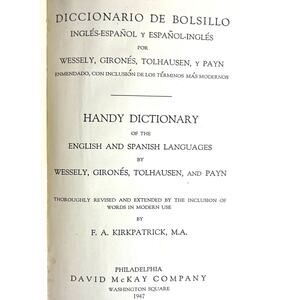 DICCIONARIO DE BOLSILLO
INGLÉS-ESPAÑOL Y ESPAÑOL-INGLÉS
POR
WESSELY, GIRONÉS, TOLHAUSEN, Y PAYN
ENMENDADO, CON INCLUSIÓN DE LOS TÉRMINOS MÁS MODERNOS
HANDY DICTIONARY
OF THE
ENGLISH AND SPANISH LANGUAGES
BY
WESSELY, GIRONÉS, TOLHAUSEN, AND PAYN
THOROUGHLY REVISED AND EXTENDED BY THE INCLUSION OF
WORDS IN MODERN USE
BY
F. A. KIRKPATRICK, M.A.
PHILADELPHIA
DAVID McKAY COMPANY
WASHINGTON SQUARE
1947